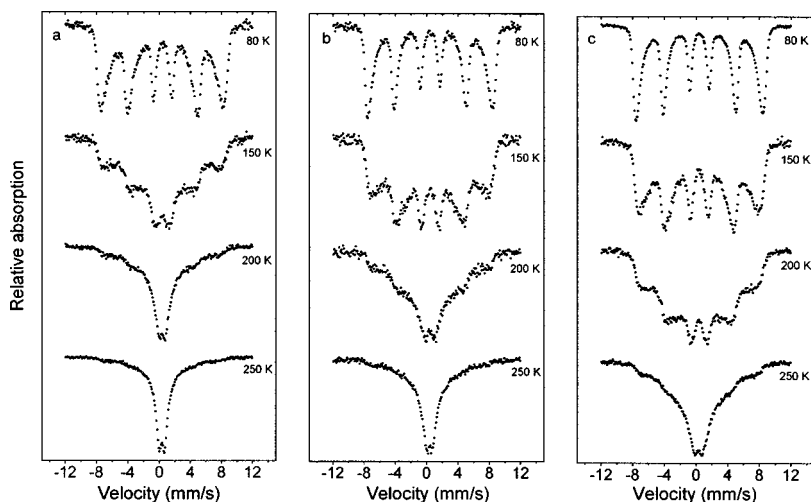 a
80 K
150 K
200 K
250 K
-12 -8 -4 0 4 8 12
Velocity (mm/s)
b
80 K
150 K
200 K
250 K
-12 -8 -4 0 4 8 12
Velocity (mm/s)
c
80 K
150 K
200 K
250 K
-12 -8 -4 0 4 8 12
Velocity (mm/s)
Relative absorption